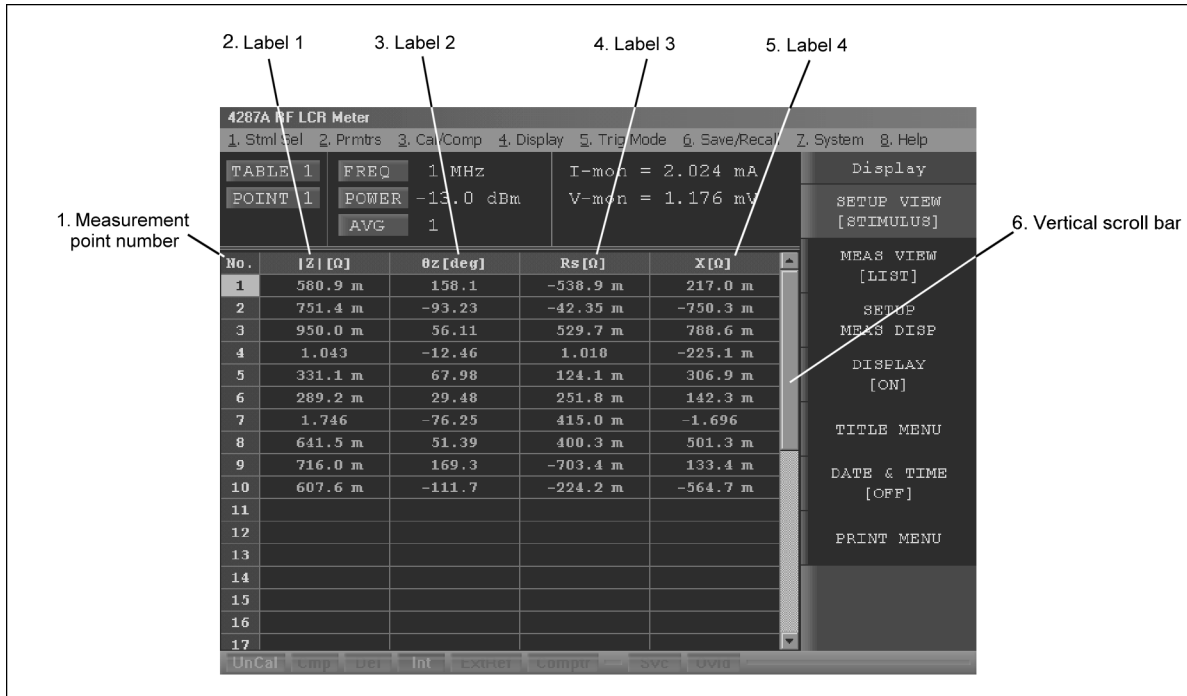 2. Label 1
3. Label 2
4. Label 3
5. Label 4
1. Measurement
point number
6. Vertical scroll bar
4287A RF LCR Meter
1. Stml Sel 2. Prmtrs 3. Cal/Comp 4. Display 5. Trig Mode 6. Save/Recall 7. System 8. Help
TABLE 1 FREQ 1 MHz I-mon = 2.024 mA
POINT 1 POWER -13.0 dBm V-mon = 1.176 mV
AVG 1
No. |Z|[Ω] θz[deg] Rs[Ω] X[Ω]
1 580.9 m 158.1 -538.9 m 217.0 m
2 751.4 m -93.23 -42.35 m -750.3 m
3 950.0 m 56.11 529.7 m 788.6 m
4 1.043 -12.46 1.018 -225.1 m
5 331.1 m 67.98 124.1 m 306.9 m
6 289.2 m 29.48 251.8 m 142.3 m
7 1.746 -76.25 415.0 m -1.696
8 641.5 m 51.39 400.3 m 501.3 m
9 716.0 m 169.3 -703.4 m 133.4 m
10 607.6 m -111.7 -224.2 m -564.7 m
11
12
13
14
15
16
17
Display
SETUP VIEW
[STIMULUS]
MEAS VIEW
[LIST]
SETUP
MEAS DISP
DISPLAY
[ON]
TITLE MENU
DATE & TIME
[OFF]
PRINT MENU
UnCal Cmp Del Int ExtRef Comptr Svc Ovld